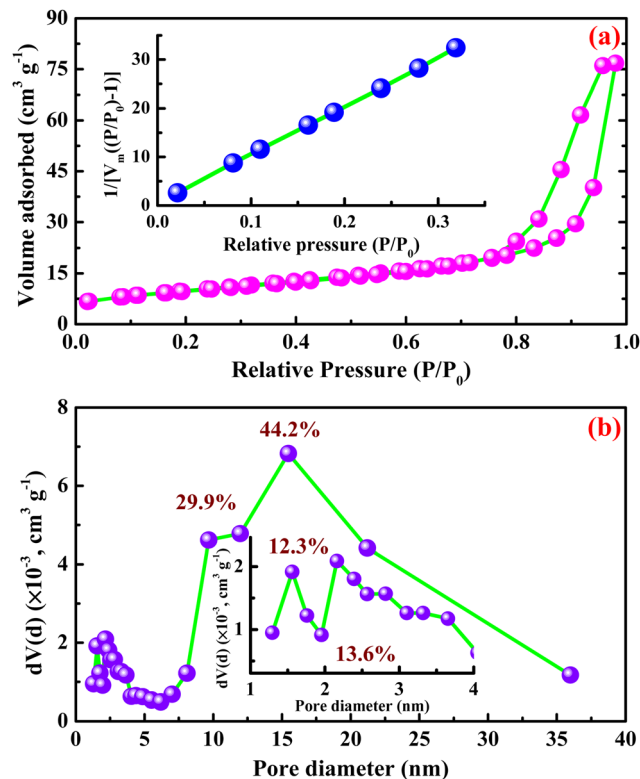 (a)
90
75
60
45
30
15
0
Volume adsorbed (cm³ g⁻¹)
0.0 0.2 0.4 0.6 0.8 1.0
Relative Pressure (P/P₀)
30
20
10
0
1/[Vₘ((P/P₀)-1)]
0.0 0.1 0.2 0.3
Relative pressure (P/P₀)
(b)
8
6
4
2
0
dV(d) (×10⁻³, cm³ g⁻¹)
44.2%
29.9%
12.3%
13.6%
2
1
dV(d) (×10⁻³, cm³ g⁻¹)
1 2 3 4
Pore diameter (nm)
0 5 10 15 20 25 30 35 40
Pore diameter (nm)